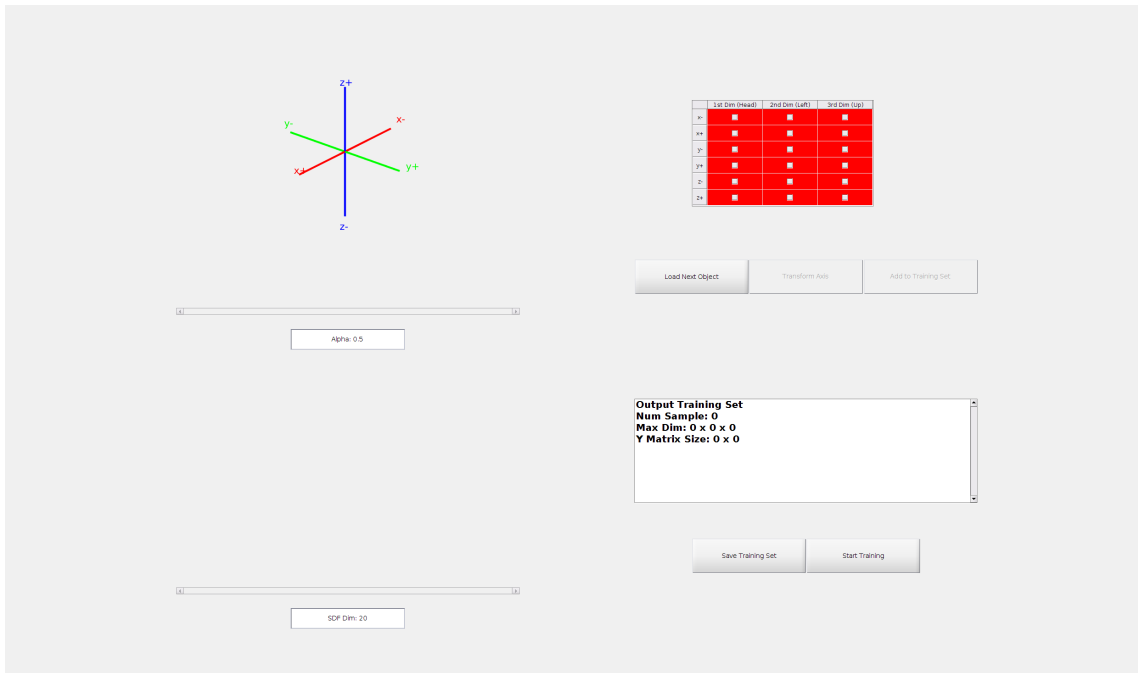 z+
y-
x-
x+
y+
z-
Alpha: 0.5
SDF Dim: 20
1st Dim (Head) 2nd Dim (Left) 3rd Dim (Up)
x-
x+
y-
y+
z-
z+
Load Next Object Transform Axis Add to Training Set
Output Training Set
Num Sample: 0
Max Dim: 0 x 0 x 0
Y Matrix Size: 0 x 0
Save Training Set Start Training